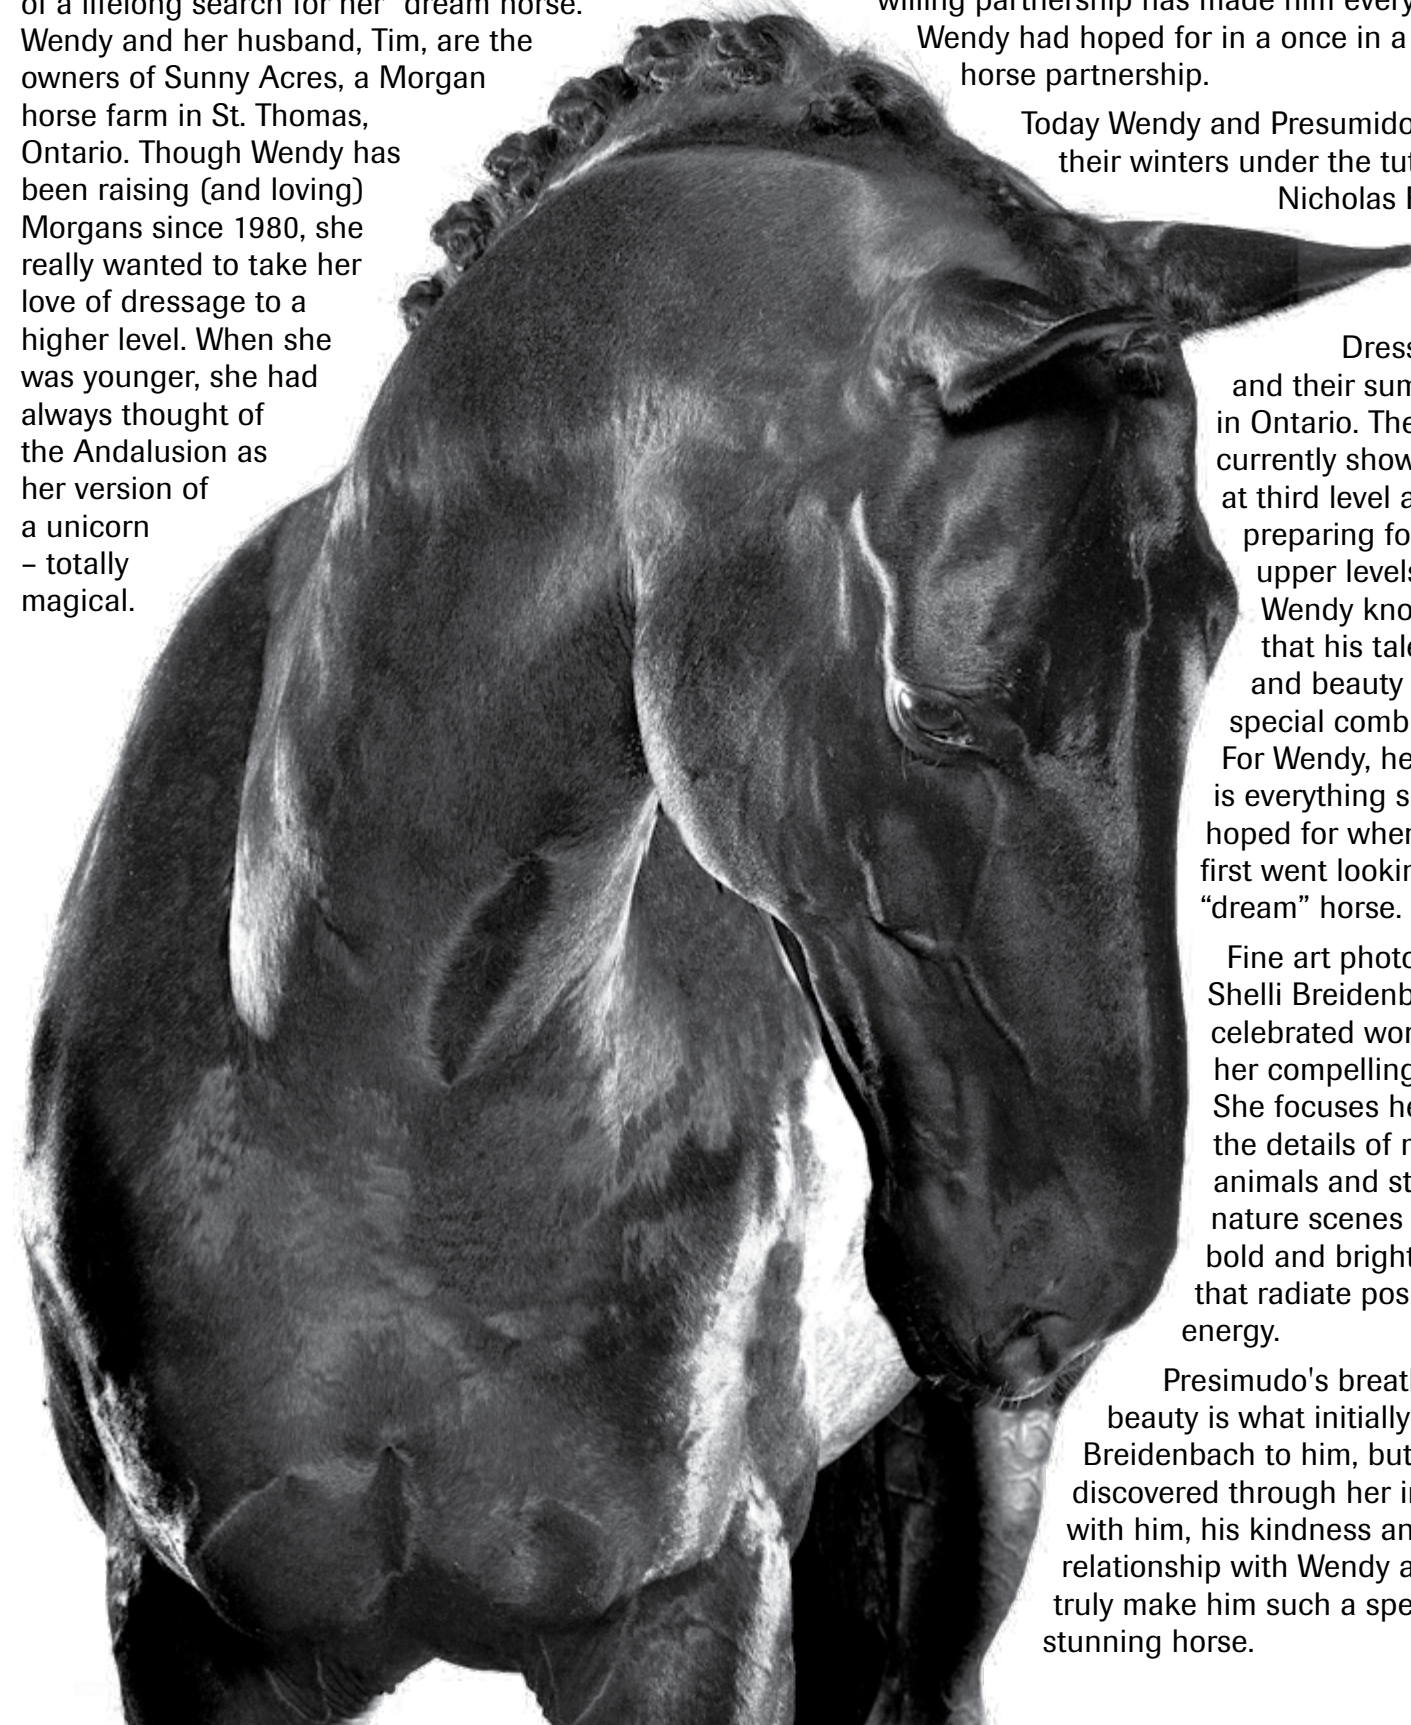 of a lifelong search for her "dream horse.
Wendy and her husband, Tim, are the
owners of Sunny Acres, a Morgan
horse farm in St. Thomas,
Ontario. Though Wendy has
been raising (and loving)
Morgans since 1980, she
really wanted to take her
love of dressage to a
higher level. When she
was younger, she had
always thought of
the Andalusion as
her version of
a unicorn
– totally
magical.
willing partnership has made him every
Wendy had hoped for in a once in a
horse partnership.
Today Wendy and Presumido
their winters under the tut
Nicholas
Dress
and their sum
in Ontario. The
currently show
at third level a
preparing fo
upper levels
Wendy kno
that his tale
and beauty
special comb
For Wendy, he
is everything s
hoped for when
first went lookin
“dream” horse.
Fine art photo
Shelli Breidenb
celebrated wor
her compelling
She focuses he
the details of
animals and st
nature scenes
bold and bright
that radiate pos
energy.
Presimudo's breat
beauty is what initially
Breidenbach to him, but
discovered through her i
with him, his kindness an
relationship with Wendy a
truly make him such a spe
stunning horse.